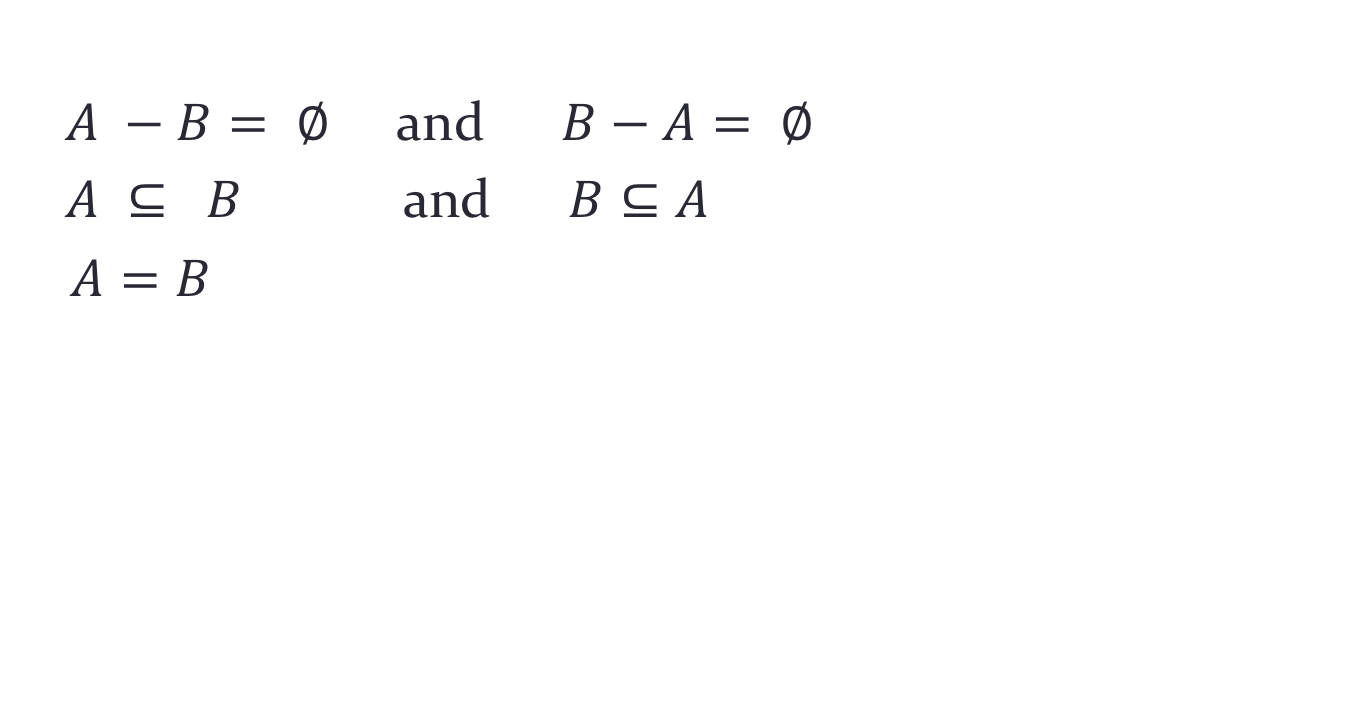 A − B = ∅ and B − A = ∅
A ⊆ B and B ⊆ A
A = B